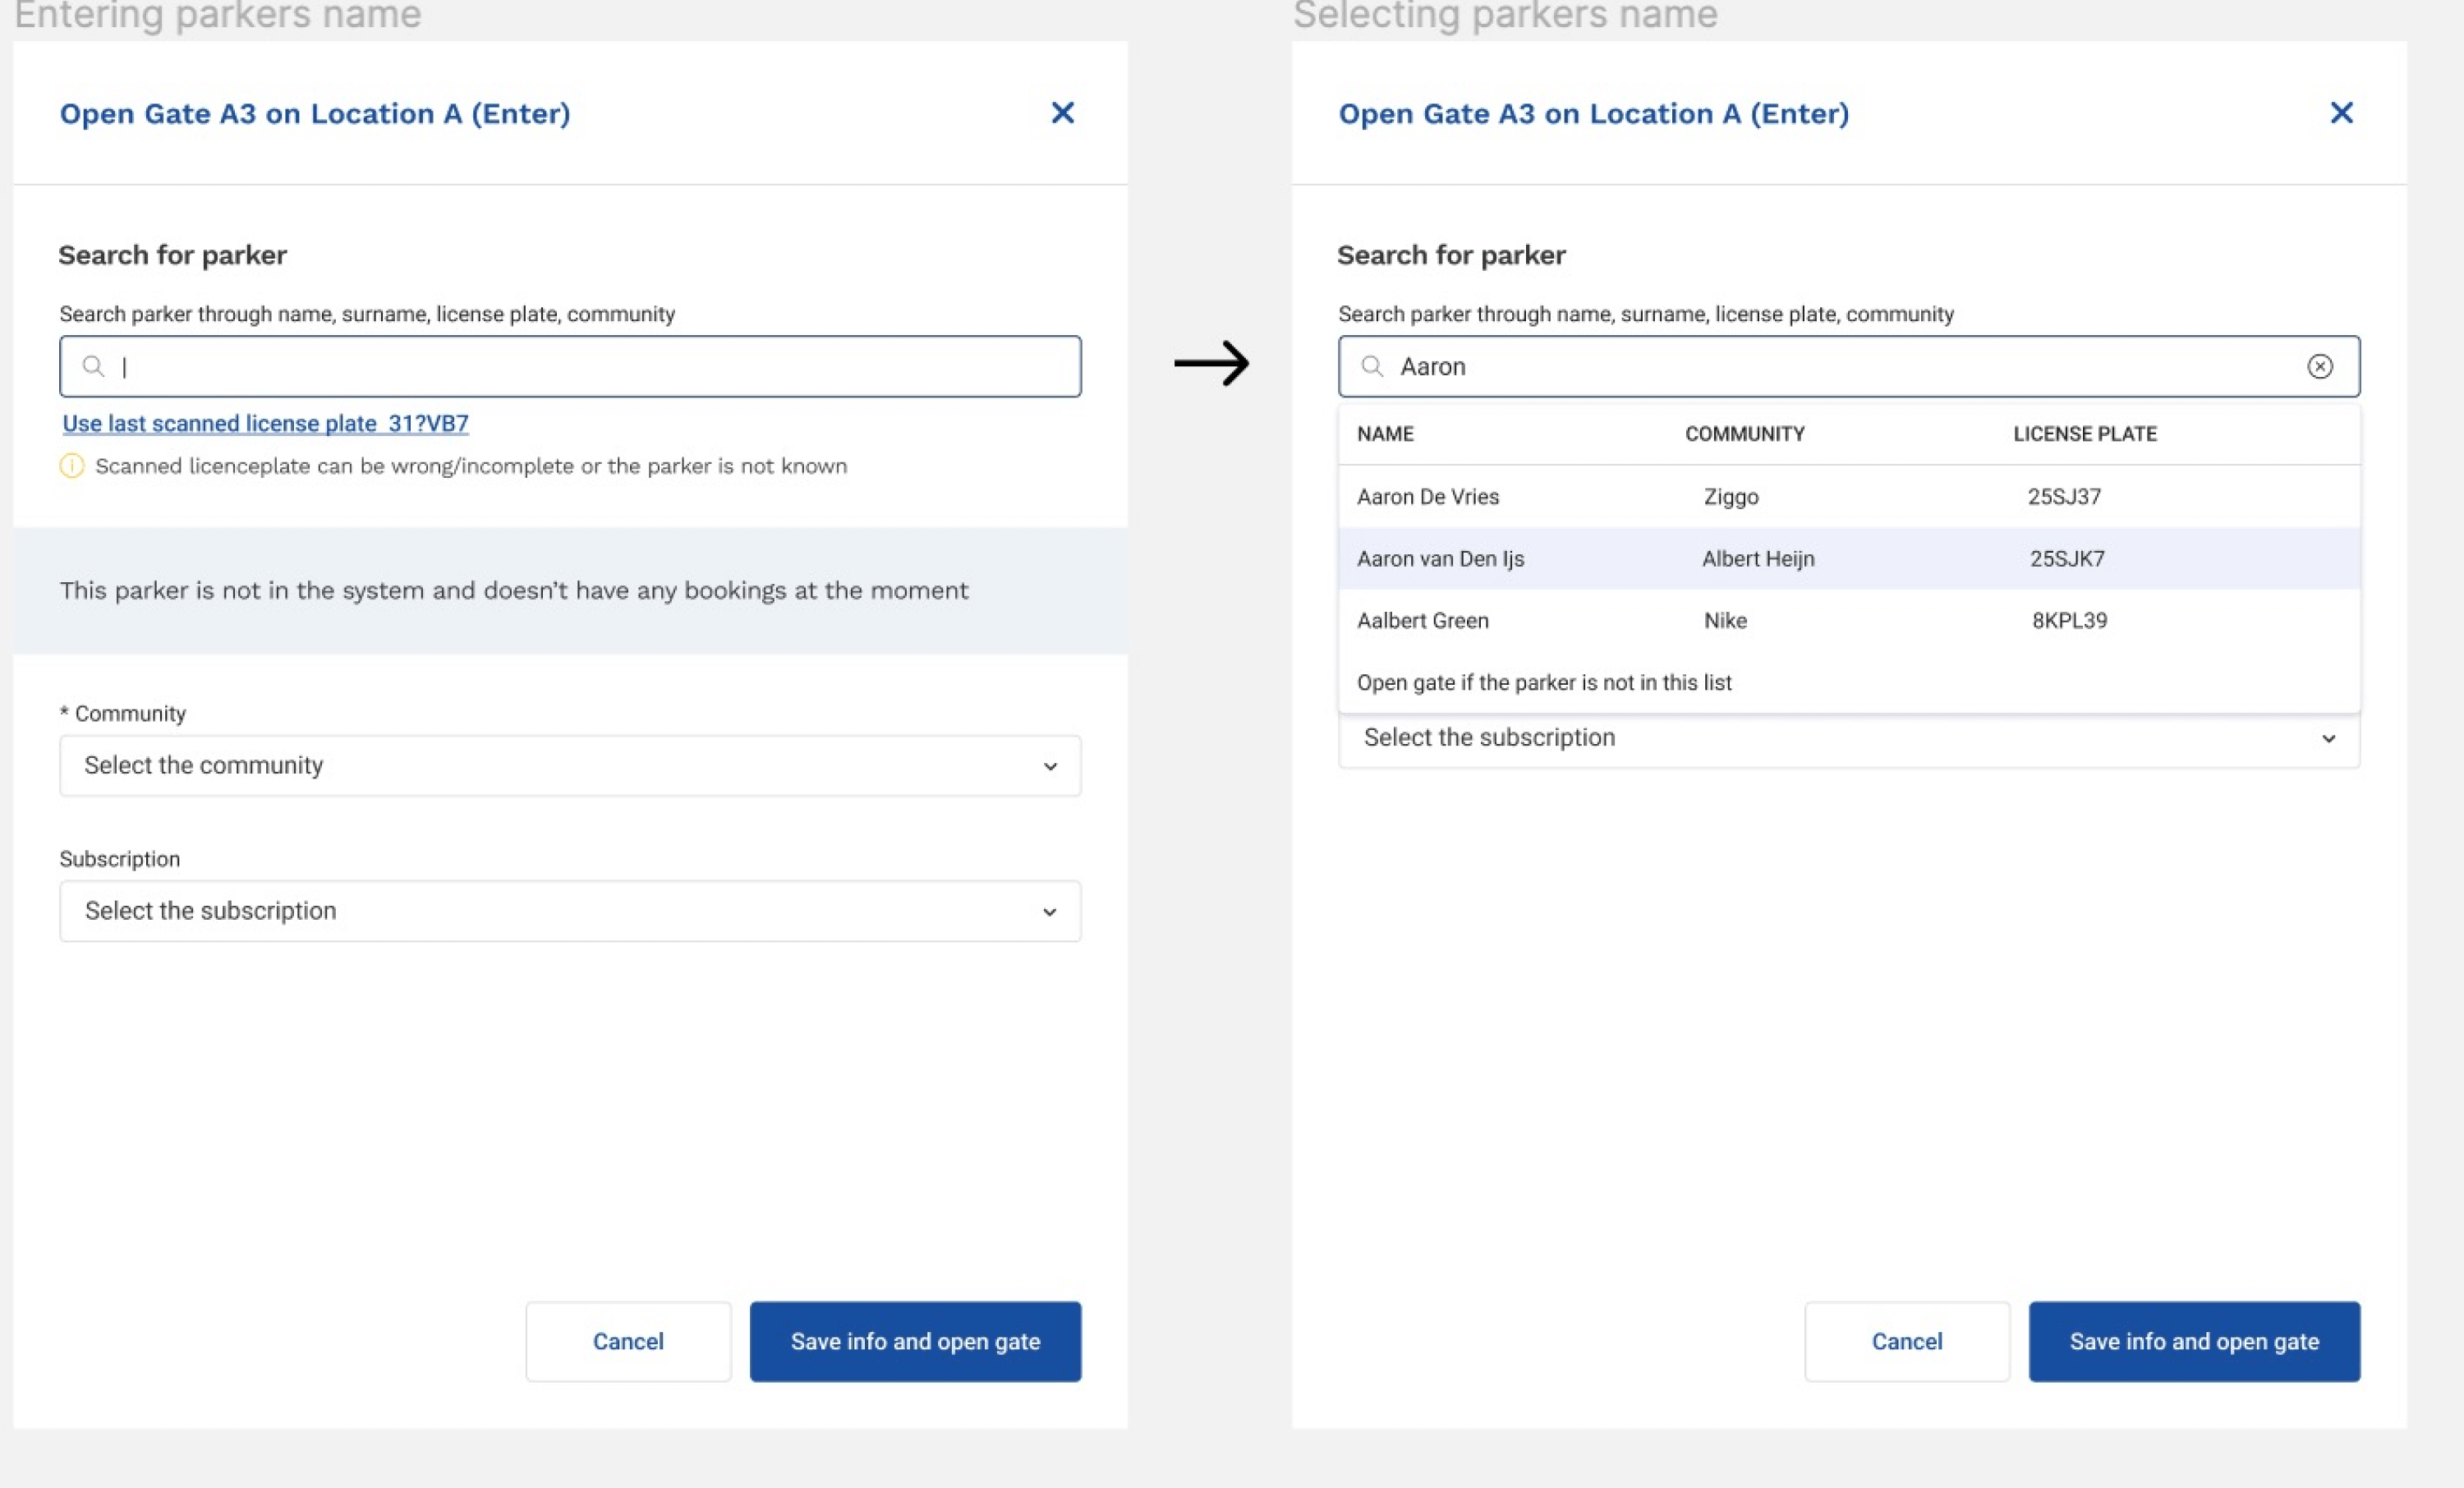 Entering parkers name
Open Gate A3 on Location A (Enter)
Search for parker
Search parker through name, surname, license plate, community
Use last scanned license plate 31?VB7
Scanned licenceplate can be wrong/incomplete or the parker is not known
This parker is not in the system and doesn't have any bookings at the moment
* Community
Select the community
Subscription
Select the subscription
Cancel
Save info and open gate
Selecting parkers name
Open Gate A3 on Location A (Enter)
Search for parker
Search parker through name, surname, license plate, community
Aaron
NAME COMMUNITY LICENSE PLATE
Aaron De Vries Ziggo 25SJ37
Aaron van Den Ijs Albert Heijn 25SJK7
Aalbert Green Nike 8KPL39
Open gate if the parker is not in this list
Select the subscription
Cancel
Save info and open gate